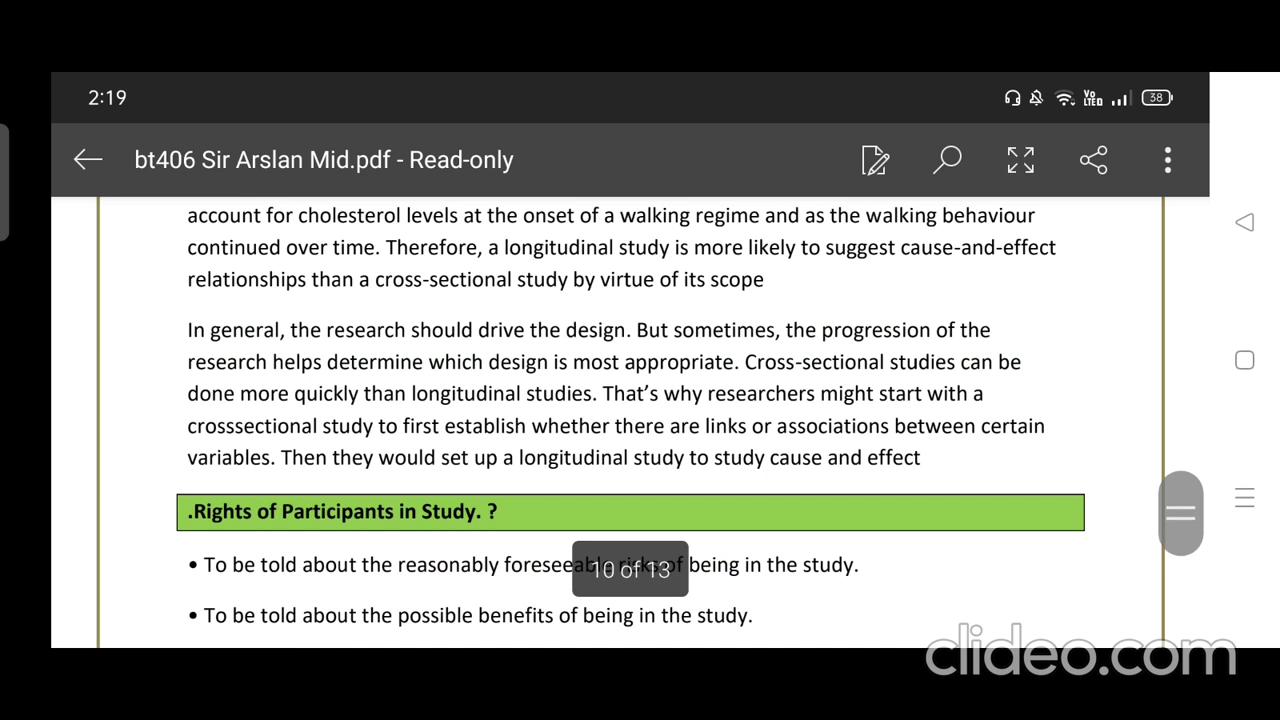 2:19
Vo
LTED
38
bt406 Sir Arslan Mid.pdf - Read-only
account for cholesterol levels at the onset of a walking regime and as the walking behaviour
continued over time. Therefore, a longitudinal study is more likely to suggest cause-and-effect
relationships than a cross-sectional study by virtue of its scope
In general, the research should drive the design. But sometimes, the progression of the
research helps determine which design is most appropriate. Cross-sectional studies can be
done more quickly than longitudinal studies. That’s why researchers might start with a
crosssectional study to first establish whether there are links or associations between certain
variables. Then they would set up a longitudinal study to study cause and effect
.Rights of Participants in Study. ?
• To be told about the reasonably foreseeable risks of being in the study.
10 of 13
• To be told about the possible benefits of being in the study.
clideo.com